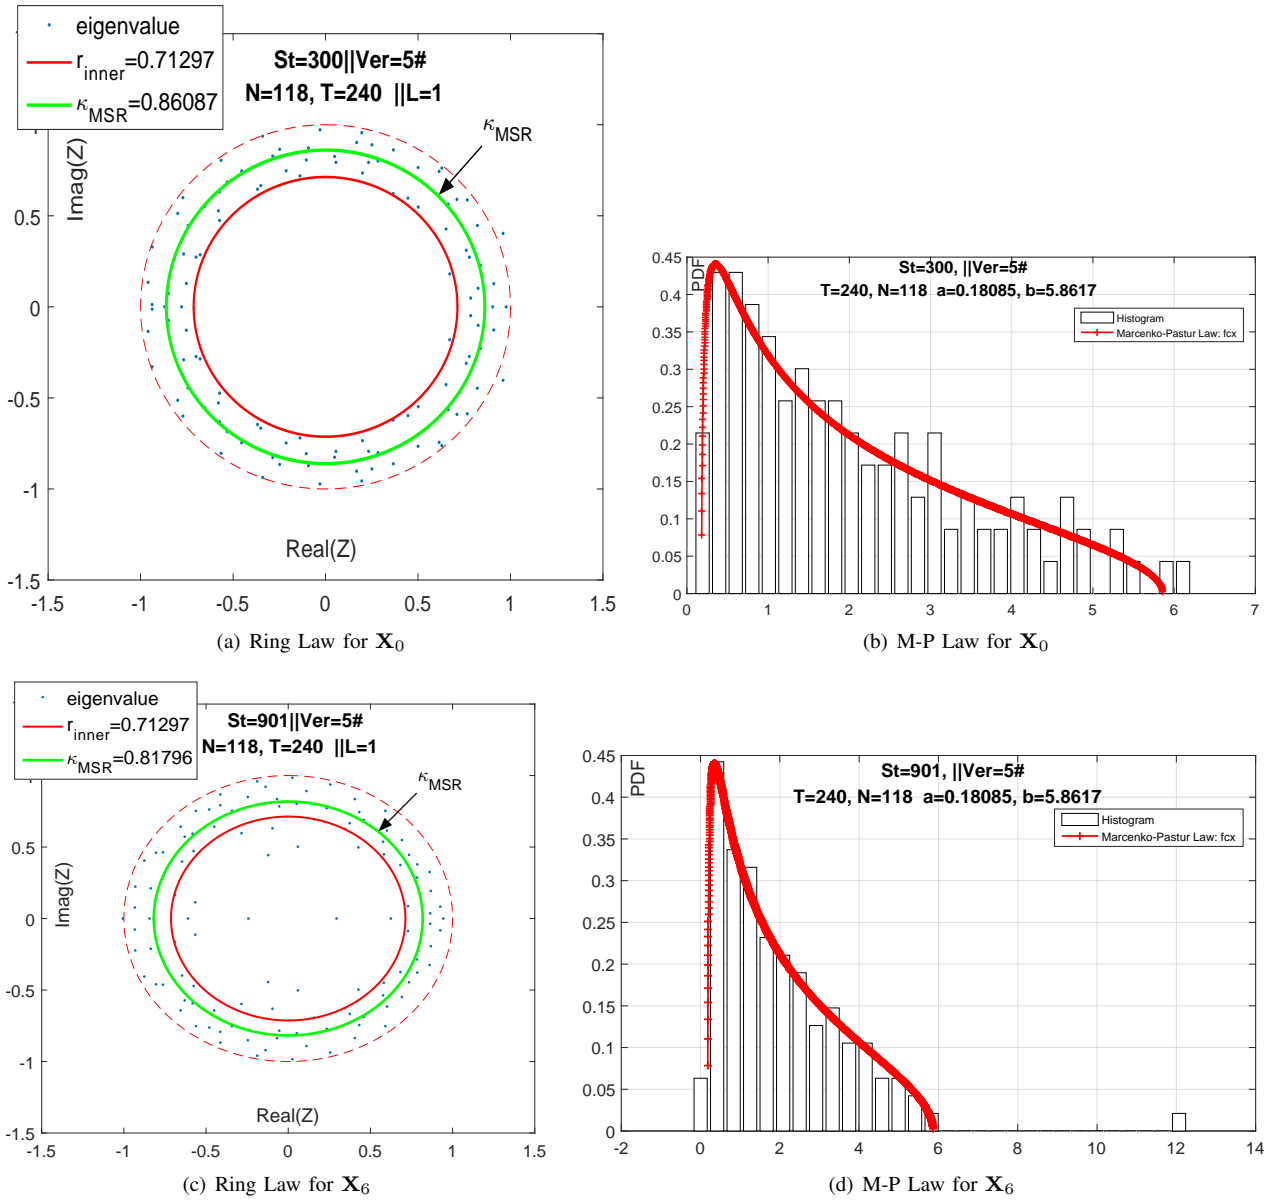 eigenvalue
r_inner=0.71297
κ_MSR=0.86087
St=300||Ver=5#
N=118, T=240 ||L=1
κ_MSR
Imag(Z)
0.5
0
-0.5
-1
-1.5
Real(Z)
-1.5 -1 -0.5 0 0.5 1 1.5
(a) Ring Law for X_0
PDF
St=300, ||Ver=5#
T=240, N=118 a=0.18085, b=5.8617
Histogram
Marcenko-Pastur Law: fcx
0.45
0.4
0.35
0.3
0.25
0.2
0.15
0.1
0.05
0
0 1 2 3 4 5 6 7
(b) M-P Law for X_0
eigenvalue
r_inner=0.71297
κ_MSR=0.81796
St=901||Ver=5#
N=118, T=240 ||L=1
κ_MSR
Imag(Z)
0.5
0
-0.5
-1
-1.5
Real(Z)
-1.5 -1 -0.5 0 0.5 1 1.5
(c) Ring Law for X_6
PDF
St=901, ||Ver=5#
T=240, N=118 a=0.18085, b=5.8617
Histogram
Marcenko-Pastur Law: fcx
0.45
0.4
0.35
0.3
0.25
0.2
0.15
0.1
0.05
0
-2 0 2 4 6 8 10 12 14
(d) M-P Law for X_6